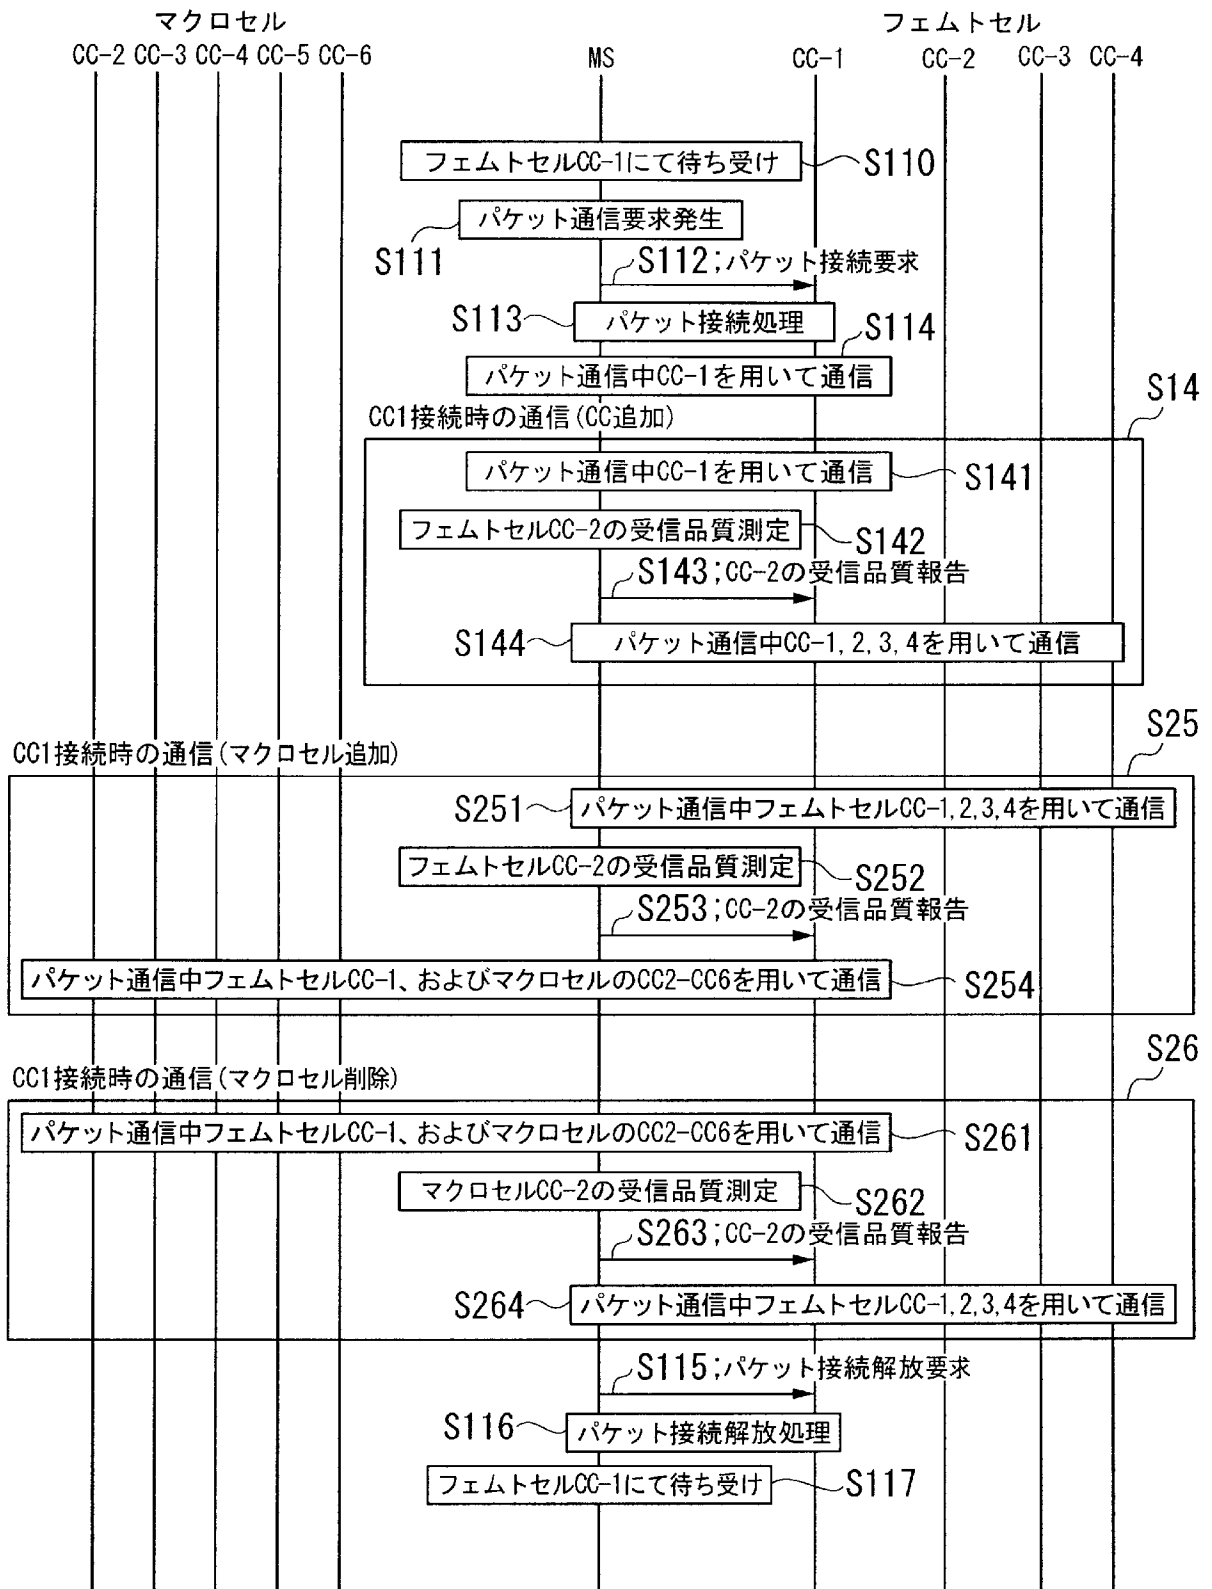 マクロセル
フェムトセル
CC-2 CC-3 CC-4 CC-5 CC-6
MS
CC-1
CC-2
CC-3
CC-4
フェムトセルCC-1にて待ち受け
S110
パケット通信要求発生
S111
S112;パケット接続要求
S113
パケット接続処理
S114
パケット通信中CC-1を用いて通信
S14
CC1接続時の通信(CC追加)
パケット通信中CC-1を用いて通信
S141
フェムトセルCC-2の受信品質測定
S142
S143;CC-2の受信品質報告
S144
パケット通信中CC-1,2,3,4を用いて通信
S25
CC1接続時の通信(マクロセル追加)
S251
パケット通信中フェムトセルCC-1,2,3,4を用いて通信
フェムトセルCC-2の受信品質測定
S252
S253;CC-2の受信品質報告
パケット通信中フェムトセルCC-1、およびマクロセルのCC2-CC6を用いて通信
S254
S26
CC1接続時の通信(マクロセル削除)
パケット通信中フェムトセルCC-1、およびマクロセルのCC2-CC6を用いて通信
S261
マクロセルCC-2の受信品質測定
S262
S263;CC-2の受信品質報告
S264
パケット通信中フェムトセルCC-1,2,3,4を用いて通信
S115;パケット接続解放要求
S116
パケット接続解放処理
フェムトセルCC-1にて待ち受け
S117